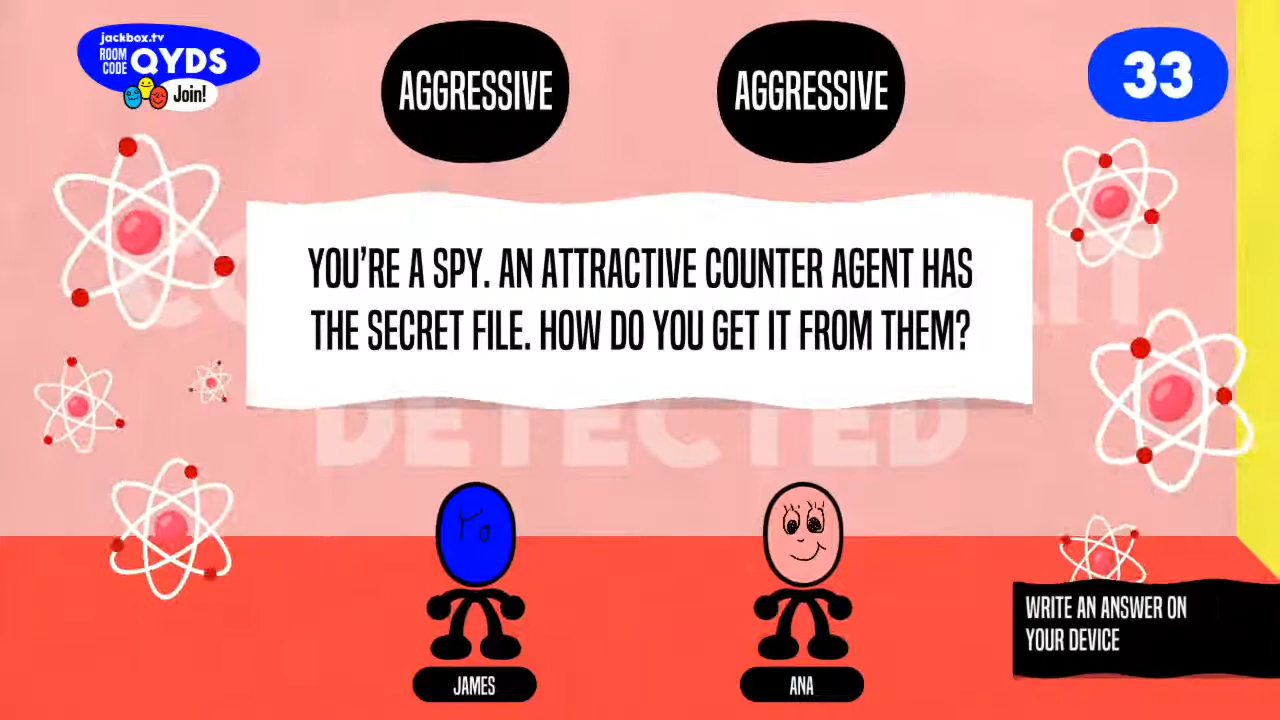 jackbox.tv
ROOM CODE QYDS
Join!
AGGRESSIVE
AGGRESSIVE
33
YOU'RE A SPY. AN ATTRACTIVE COUNTER AGENT HAS
THE SECRET FILE. HOW DO YOU GET IT FROM THEM?
DETECTED
Yo
JAMES
ANA
WRITE AN ANSWER ON
YOUR DEVICE